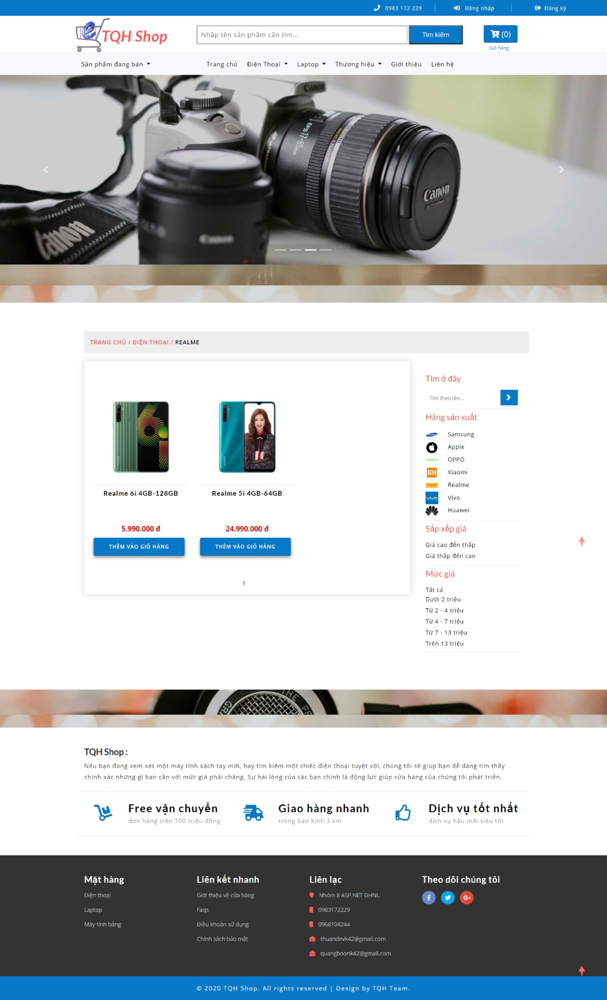 0983 172 229
Đăng nhập
Đăng ký
TQH Shop
Nhập tên sản phẩm cần tìm...
Tìm kiếm
(0)
Giỏ hàng
Sản phẩm đang bán
Trang chủ
Điện Thoại
Laptop
Thương hiệu
Giới thiệu
Liên hệ
Canon
EFS 17-85mm
Canon
ULTRASONIC
Canon
Canon
TRANG CHỦ / ĐIỆN THOẠI / REALME
Tìm ở đây
Tìm theo tên...
Hãng sản xuất
Samsung
Apple
oppo OPPO
mi Xiaomi
realme Realme
vivo Vivo
Huawei
Sắp xếp giá
Giá cao đến thấp
Giá thấp đến cao
Mức giá
Tất cả
Dưới 2 triệu
Từ 2 - 4 triệu
Từ 4 - 7 triệu
Từ 7 - 13 triệu
Trên 13 triệu
Realme 6i 4GB-128GB
5.990.000 đ
THÊM VÀO GIỎ HÀNG
Realme 5i 4GB-64GB
24.990.000 đ
THÊM VÀO GIỎ HÀNG
1
TQH Shop :
Nếu bạn đang xem xét một máy tính xách tay mới, hay tìm kiếm một chiếc điện thoại tuyệt vời, chúng tôi sẽ giúp bạn dễ dàng tìm thấy
chính xác những gì bạn cần với mức giá phải chăng. Sự hài lòng của các bạn chính là động lực giúp cửa hàng của chúng tôi phát triển.
Free vận chuyển
đơn hàng trên 100 triệu đồng
Giao hàng nhanh
trong bán kính 3 km
Dịch vụ tốt nhất
dịch vụ hậu mãi siêu tốt
Mặt hàng
Điện thoại
Laptop
Máy tính bảng
Liên kết nhanh
Giới thiệu về cửa hàng
Faqs
Điều khoản sử dụng
Chính sách bảo mật
Liên lạc
Nhóm 8 ASP.NET DHNL.
0983172229
0968104244
thuandevk42@gmail.com
quangboonk42@gmail.com
Theo dõi chúng tôi
© 2020 TQH Shop. All rights reserved | Design by TQH Team.